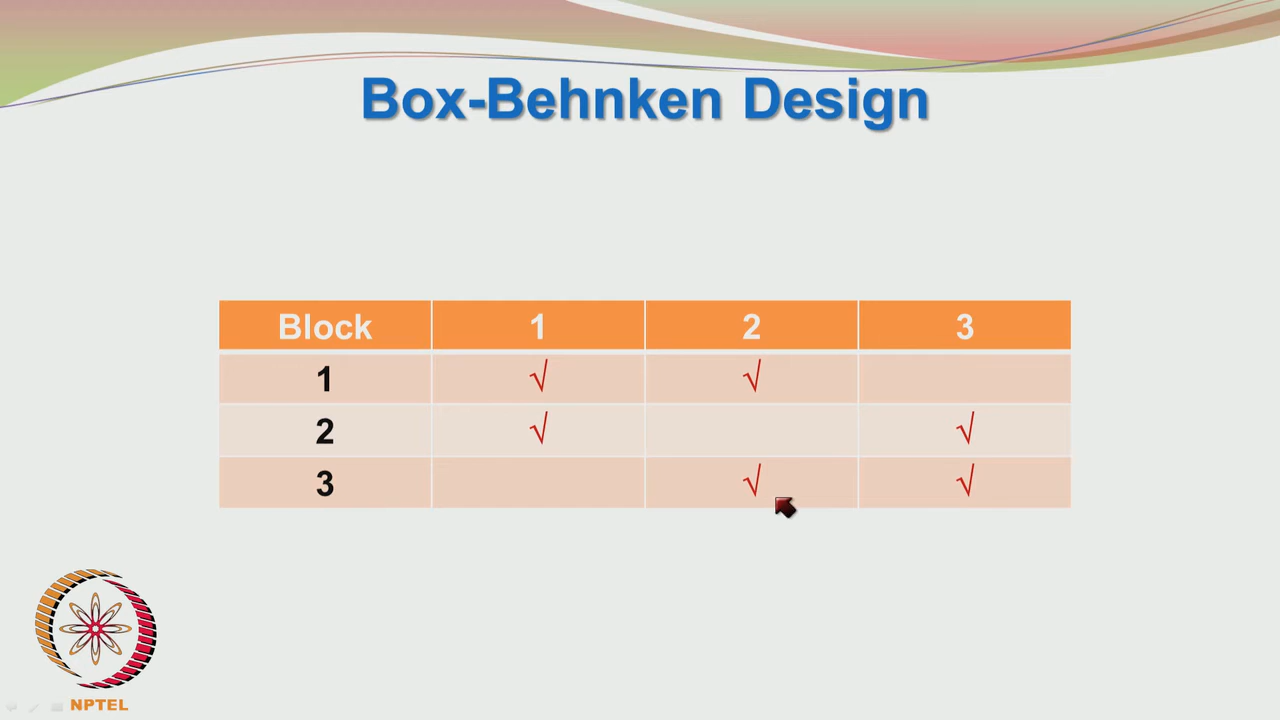 Box-Behnken Design
Block 1 2 3
1 √ √
2 √ √
3 √ √
NPTEL